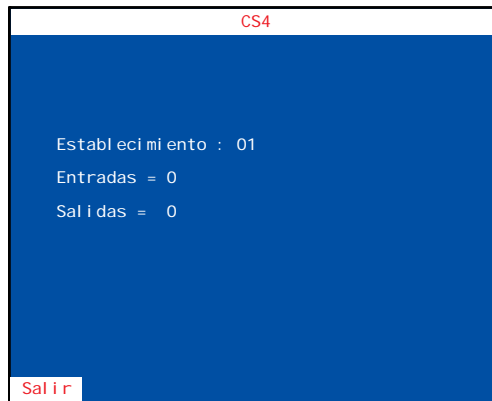 CS4
Establecimiento : 01
Entradas = 0
Salidas = 0
Salir